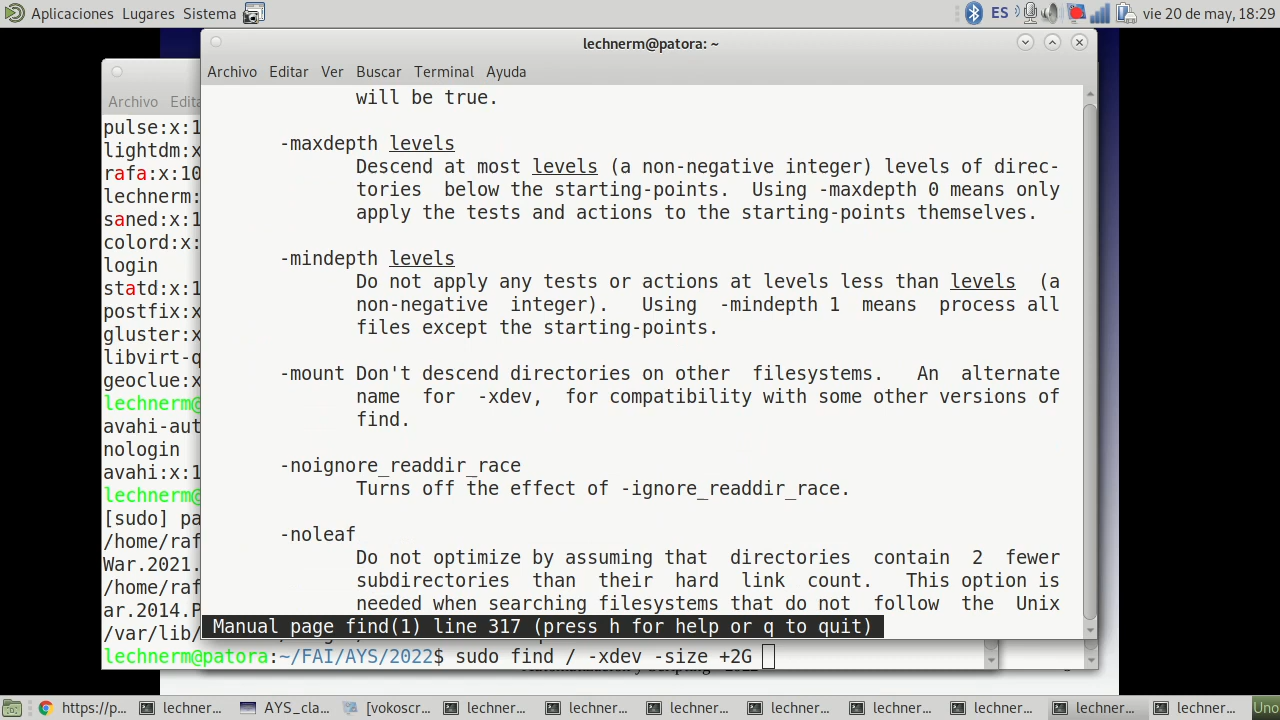 Aplicaciones Lugares Sistema
ES
vie 20 de may, 18:29
lechnerm@patora: ~
Archivo Editar Ver Buscar Terminal Ayuda
will be true.
-maxdepth levels
Descend at most levels (a non-negative integer) levels of direc-
tories below the starting-points. Using -maxdepth 0 means only
apply the tests and actions to the starting-points themselves.
-mindepth levels
Do not apply any tests or actions at levels less than levels (a
non-negative integer). Using -mindepth 1 means process all
files except the starting-points.
-mount Don't descend directories on other filesystems. An alternate
name for -xdev, for compatibility with some other versions of
find.
-noignore_readdir_race
Turns off the effect of -ignore_readdir_race.
-noleaf
Do not optimize by assuming that directories contain 2 fewer
subdirectories than their hard link count. This option is
needed when searching filesystems that do not follow the Unix
Manual page find(1) line 317 (press h for help or q to quit)
Archivo Edita
pulse:x:1
lightdm:x
rafa:x:10
lechnerm:
saned:x:1
colord:x:
login
statd:x:1
postfix:x
gluster:x
libvirt-q
geoclue:x
lechnerm@
avahi-aut
nologin
avahi:x:1
lechnerm@
[sudo] pa
/home/raf
War.2021.
/home/raf
ar.2014.P
/var/lib/
lechnerm@patora:~/FAI/AYS/2022$ sudo find / -xdev -size +2G
https://p... lechner... AYS_cla... [vokoscr... lechner... lechner... lechner... lechner... lechner... lechner... lechner... lechner... Uno